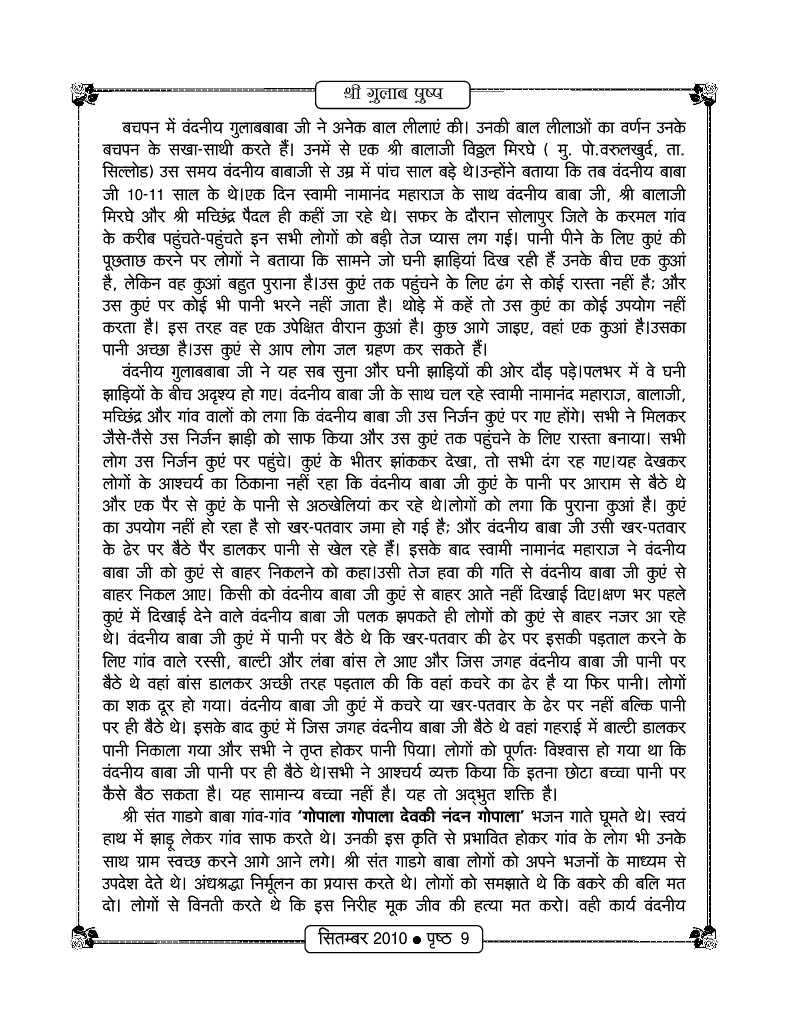 श्री गुलाब पुष्प
बचपन में वंदनीय गुलाबबाबा जी ने अनेक बाल लीलाएं की। उनकी बाल लीलाओं का वर्णन उनके
बचपन के सखा-साथी करते हैं। उनमें से एक श्री बालाजी विठ्ठल मिरघे ( मु. पो.वरुलखुर्द, ता.
सिल्लोड) उस समय वंदनीय बाबाजी से उम्र में पांच साल बड़े थे।उन्होंने बताया कि तब वंदनीय बाबा
जी 10-11 साल के थे।एक दिन स्वामी नामानंद महाराज के साथ वंदनीय बाबा जी, श्री बालाजी
मिरघे और श्री मच्छिंद्र पैदल ही कहीं जा रहे थे। सफर के दौरान सोलापुर जिले के करमल गांव
के करीब पहुंचते-पहुंचते इन सभी लोगों को बड़ी तेज प्यास लग गई। पानी पीने के लिए कुएं की
पूछताछ करने पर लोगों ने बताया कि सामने जो घनी झाड़ियां दिख रही हैं उनके बीच एक कुआं
है, लेकिन वह कुआं बहुत पुराना है।उस कुएं तक पहुंचने के लिए ढंग से कोई रास्ता नहीं है; और
उस कुएं पर कोई भी पानी भरने नहीं जाता है। थोड़े में कहें तो उस कुएं का कोई उपयोग नहीं
करता है। इस तरह वह एक उपेक्षित वीरान कुआं है। कुछ आगे जाइए, वहां एक कुआं है।उसका
पानी अच्छा है।उस कुएं से आप लोग जल ग्रहण कर सकते हैं।
वंदनीय गुलाबबाबा जी ने यह सब सुना और घनी झाड़ियों की ओर दौड़ पड़े।पलभर में वे घनी
झाड़ियों के बीच अदृश्य हो गए। वंदनीय बाबा जी के साथ चल रहे स्वामी नामानंद महाराज, बालाजी,
मच्छिंद्र और गांव वालों को लगा कि वंदनीय बाबा जी उस निर्जन कुएं पर गए होंगे। सभी ने मिलकर
जैसे-तैसे उस निर्जन झाड़ी को साफ किया और उस कुएं तक पहुंचने के लिए रास्ता बनाया। सभी
लोग उस निर्जन कुएं पर पहुंचे। कुएं के भीतर झांककर देखा, तो सभी दंग रह गए।यह देखकर
लोगों के आश्चर्य का ठिकाना नहीं रहा कि वंदनीय बाबा जी कुएं के पानी पर आराम से बैठे थे
और एक पैर से कुएं के पानी से अठखेलियां कर रहे थे।लोगों को लगा कि पुराना कुआं है। कुएं
का उपयोग नहीं हो रहा है सो खर-पतवार जमा हो गई है; और वंदनीय बाबा जी उसी खर-पतवार
के ढेर पर बैठे पैर डालकर पानी से खेल रहे हैं। इसके बाद स्वामी नामानंद महाराज ने वंदनीय
बाबा जी को कुएं से बाहर निकलने को कहा।उसी तेज हवा की गति से वंदनीय बाबा जी कुएं से
बाहर निकल आए। किसी को वंदनीय बाबा जी कुएं से बाहर आते नहीं दिखाई दिए।क्षण भर पहले
कुएं में दिखाई देने वाले वंदनीय बाबा जी पलक झपकते ही लोगों को कुएं से बाहर नजर आ रहे
थे। वंदनीय बाबा जी कुएं में पानी पर बैठे थे कि खर-पतवार की ढेर पर इसकी पड़ताल करने के
लिए गांव वाले रस्सी, बाल्टी और लंबा बांस ले आए और जिस जगह वंदनीय बाबा जी पानी पर
बैठे थे वहां बांस डालकर अच्छी तरह पड़ताल की कि वहां कचरे का ढेर है या फिर पानी। लोगों
का शक दूर हो गया। वंदनीय बाबा जी कुएं में कचरे या खर-पतवार के ढेर पर नहीं बल्कि पानी
पर ही बैठे थे। इसके बाद कुएं में जिस जगह वंदनीय बाबा जी बैठे थे वहां गहराई में बाल्टी डालकर
पानी निकाला गया और सभी ने तृप्त होकर पानी पिया। लोगों को पूर्णतः विश्वास हो गया था कि
वंदनीय बाबा जी पानी पर ही बैठे थे।सभी ने आश्चर्य व्यक्त किया कि इतना छोटा बच्चा पानी पर
कैसे बैठ सकता है। यह सामान्य बच्चा नहीं है। यह तो अद्भुत शक्ति है।
श्री संत गाडगे बाबा गांव-गांव ‘गोपाला गोपाला देवकी नंदन गोपाला’ भजन गाते घूमते थे। स्वयं
हाथ में झाड़ू लेकर गांव साफ करते थे। उनकी इस कृति से प्रभावित होकर गांव के लोग भी उनके
साथ ग्राम स्वच्छ करने आगे आने लगे। श्री संत गाडगे बाबा लोगों को अपने भजनों के माध्यम से
उपदेश देते थे। अंधश्रद्धा निर्मूलन का प्रयास करते थे। लोगों को समझाते थे कि बकरे की बलि मत
दो। लोगों से विनती करते थे कि इस निरीह मूक जीव की हत्या मत करो। वही कार्य वंदनीय
सितम्बर 2010 ● पृष्ठ 9